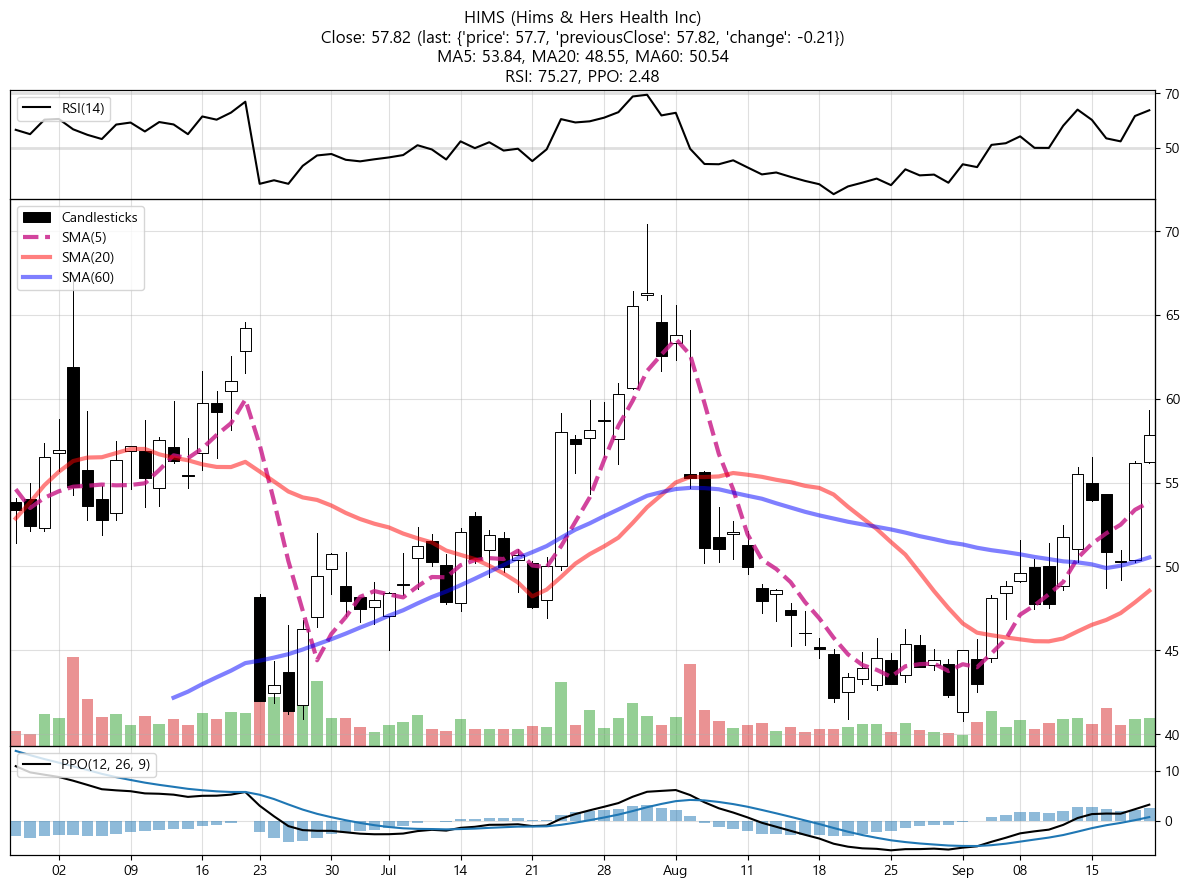 HIMS (Hims & Hers Health Inc)
Close: 57.82 (last: {'price': 57.7, 'previousClose': 57.82, 'change': -0.21})
MA5: 53.84, MA20: 48.55, MA60: 50.54
RSI: 75.27, PPO: 2.48
RSI(14)
70
50
Candlesticks
SMA(5)
SMA(20)
SMA(60)
70
65
60
55
50
45
40
PPO(12, 26, 9)
10
0
02 09 16 23 30 Jul 14 21 28 Aug 11 18 25 Sep 08 15